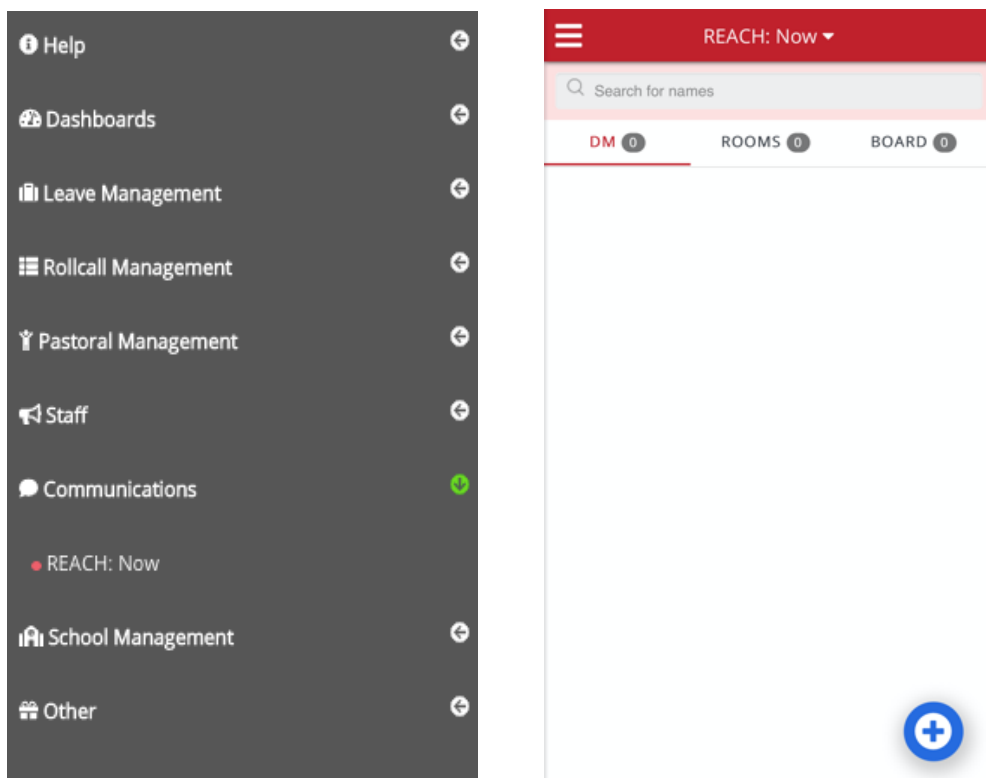 Help
Dashboards
Leave Management
Rollcall Management
Pastoral Management
Staff
Communications
REACH: Now
School Management
Other
REACH: Now
Search for names
DM 0 ROOMS 0 BOARD 0